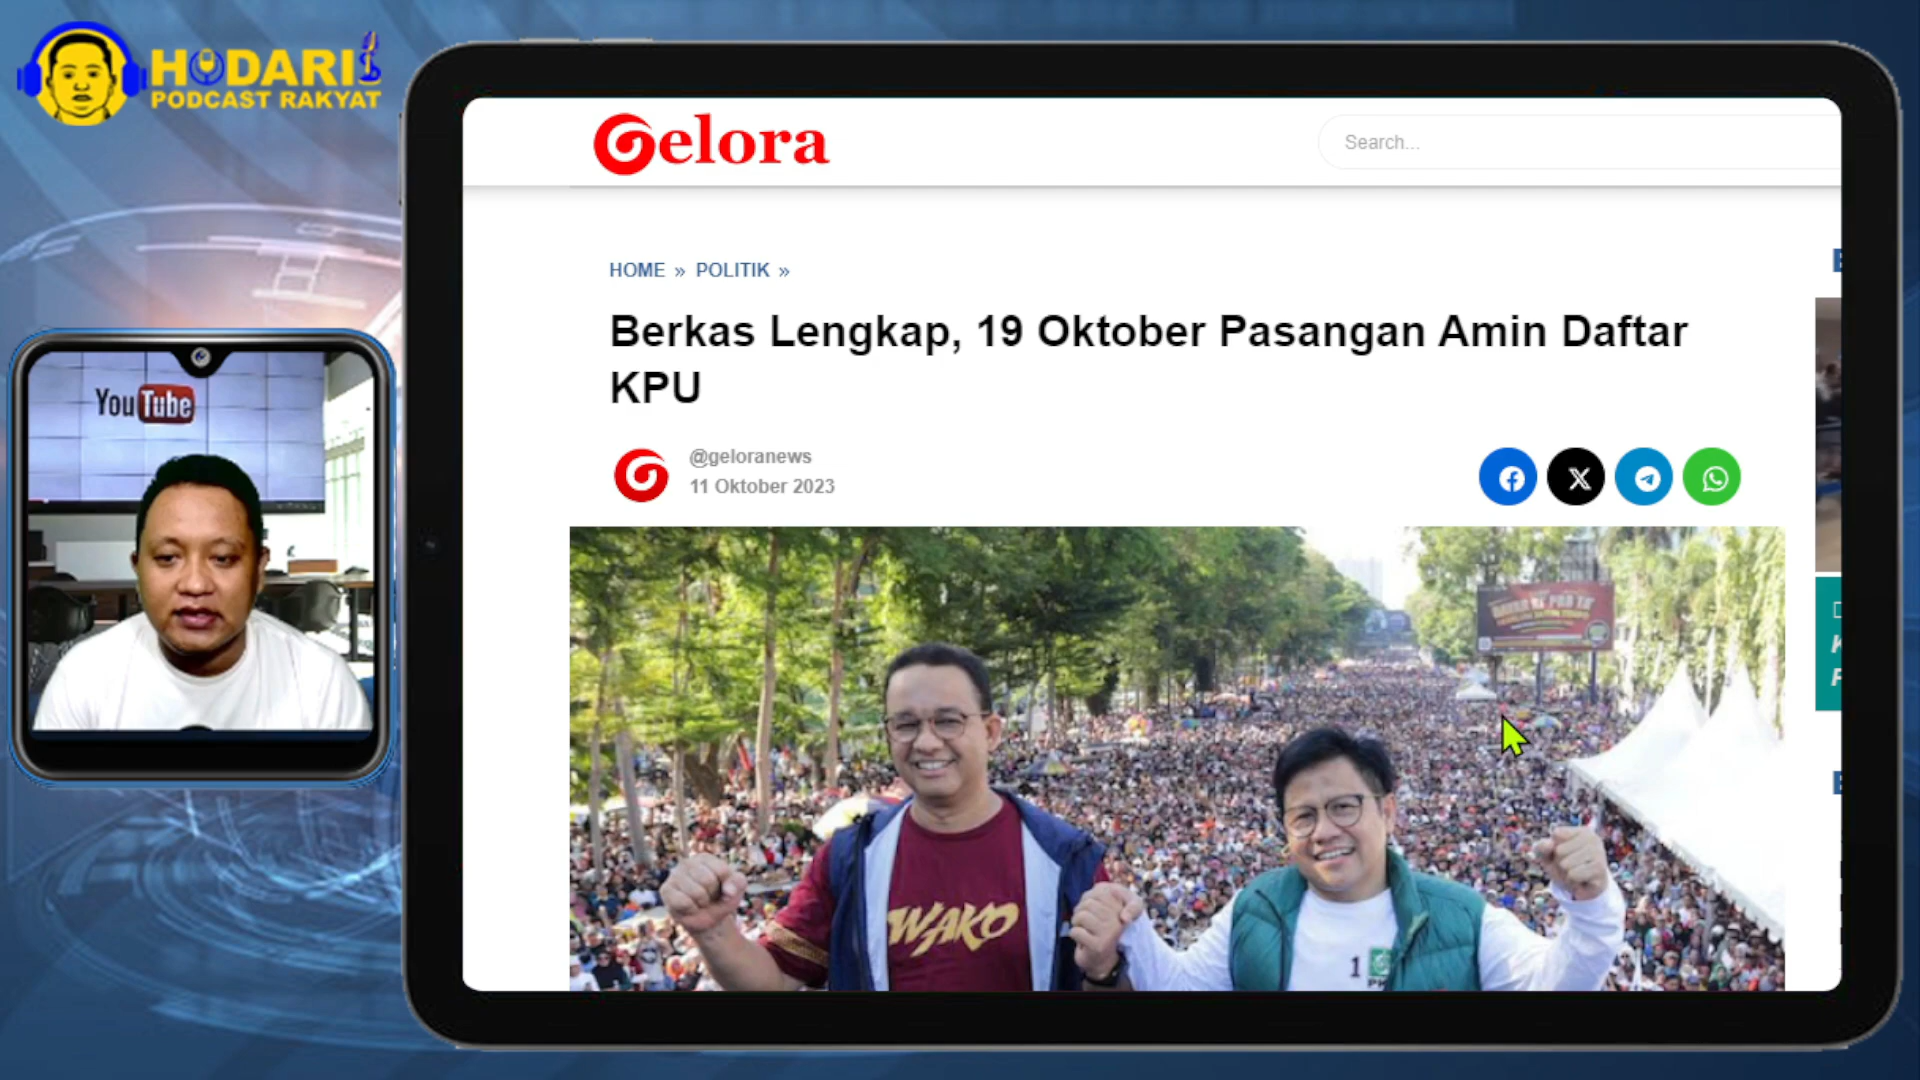 HODARI
PODCAST RAKYAT
YouTube
Gelora
Search...
HOME » POLITIK »
Berkas Lengkap, 19 Oktober Pasangan Amin Daftar
KPU
@geloranews
11 Oktober 2023
WAKO
1